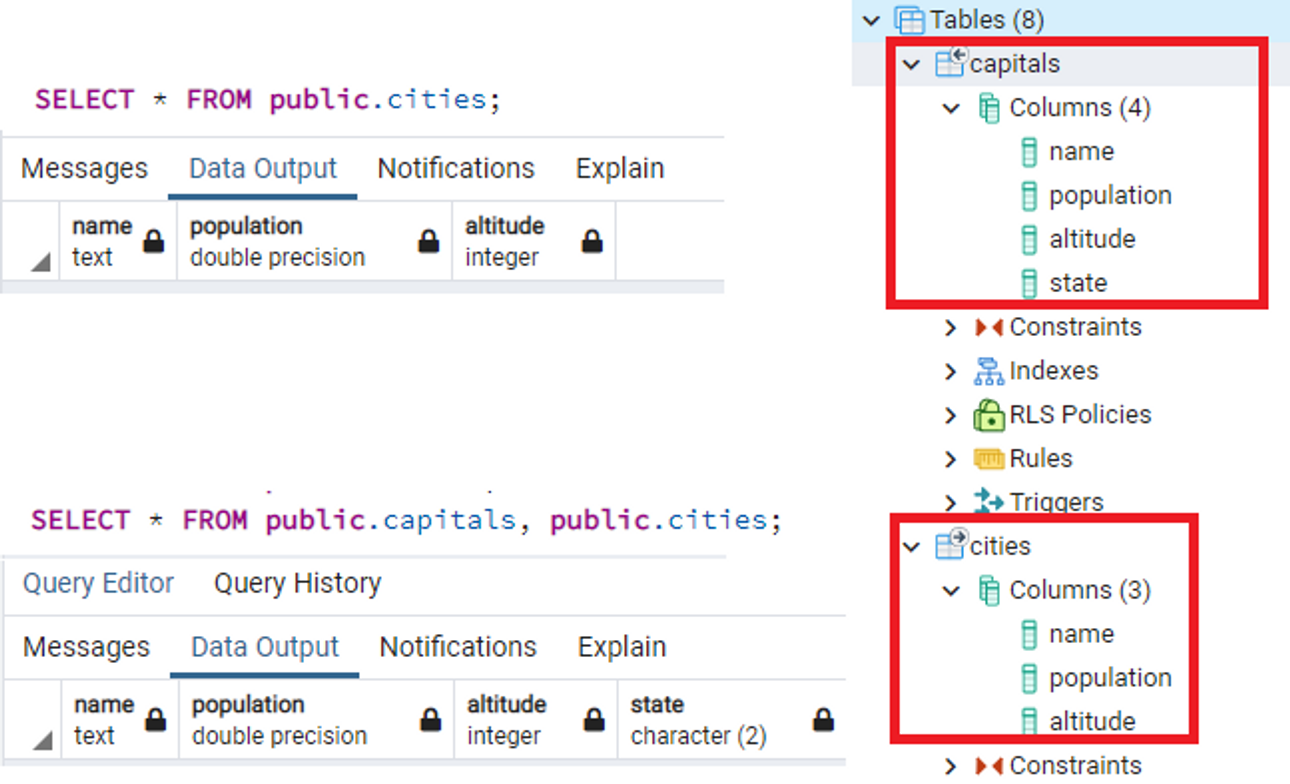 SELECT * FROM public.cities;
Messages Data Output Notifications Explain
name population altitude
text double precision integer
SELECT * FROM public.capitals, public.cities;
Query Editor Query History
Messages Data Output Notifications Explain
name population altitude state
text double precision integer character (2)
Tables (8)
capitals
Columns (4)
name
population
altitude
state
Constraints
Indexes
RLS Policies
Rules
Triggers
cities
Columns (3)
name
population
altitude
Constraints